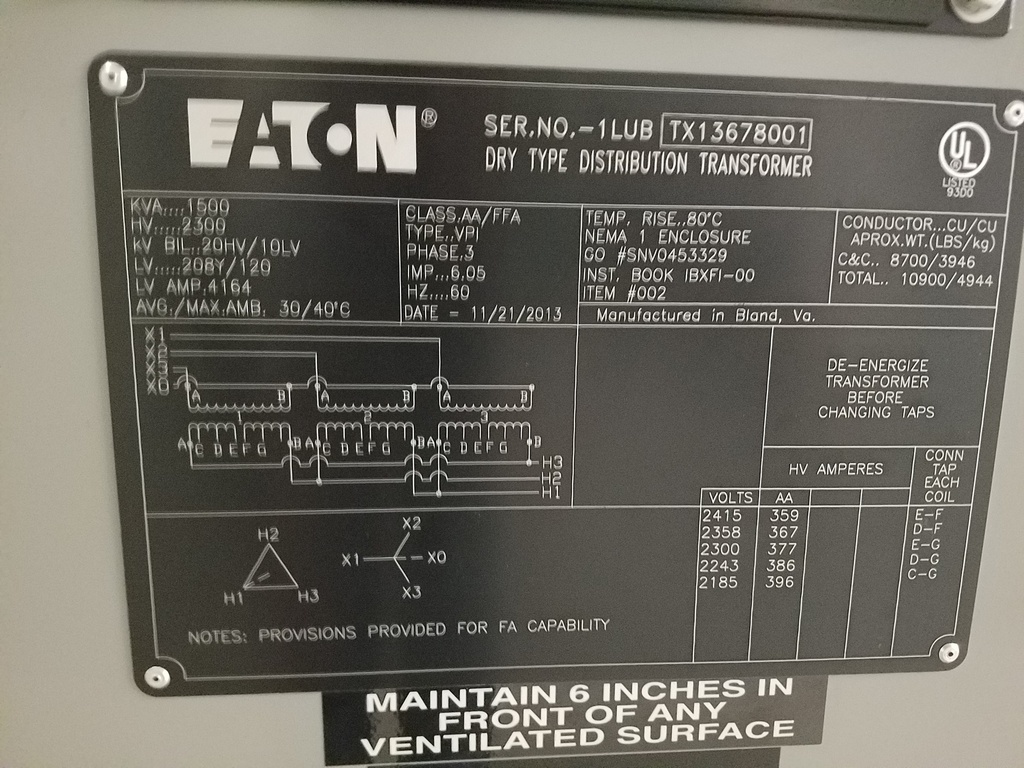 EATON®
SER.NO.-1LUB TX13678001
DRY TYPE DISTRIBUTION TRANSFORMER
UL ®
LISTED
9300
KVA....1500
HV.....2300
kV BIL..20HV/10LV
LV.....208Y/120
LV AMP.4164
AVG./MAX.AMB. 30/40°C
CLASS.AA/FFA
TYPE..VPI
PHASE.3
IMP...6.05
HZ....60
DATE - 11/21/2013
TEMP. RISE..80°C
NEMA 1 ENCLOSURE
GO #SNV0453329
INST. BOOK IBXFI-00
ITEM #002
CONDUCTOR...CU/CU
APROX.WT.(LBS/kg)
C&C.. 8700/3946
TOTAL.. 10900/4944
Manufactured in Bland, Va.
X1
X2
X3
X0
A B A B A B
1 2 3
A C D E F G B A C D E F G B A C D E F G B
H3
H2
H1
DE-ENERGIZE
TRANSFORMER
BEFORE
CHANGING TAPS
HV AMPERES
CONN
TAP
EACH
COIL
VOLTS AA
2415 359 E-F
2358 367 D-F
2300 377 E-G
2243 386 D-G
2185 396 C-G
H2
H1 H3
X2
X1 X0
X3
NOTES: PROVISIONS PROVIDED FOR FA CAPABILITY
MAINTAIN 6 INCHES IN
FRONT OF ANY
VENTILATED SURFACE